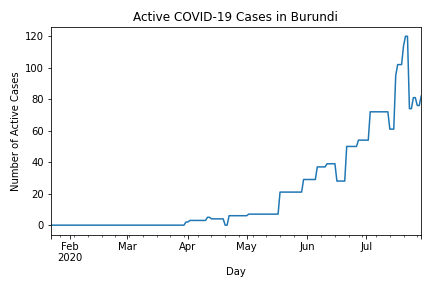 Active COVID-19 Cases in Burundi
120
100
80
60
40
20
0
Number of Active Cases
Feb Mar Apr May Jun Jul
2020
Day